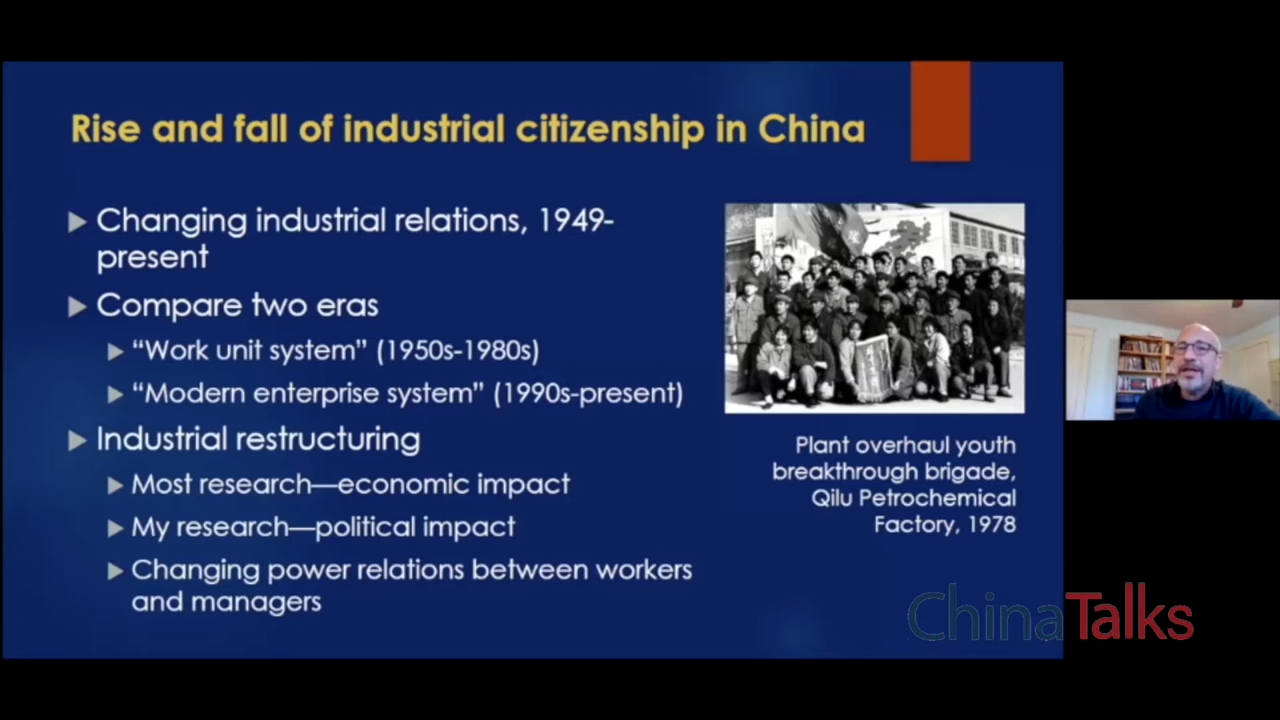 Rise and fall of industrial citizenship in China
Changing industrial relations, 1949-
present
Compare two eras
“Work unit system” (1950s-1980s)
“Modern enterprise system” (1990s-present)
Industrial restructuring
Most research—economic impact
My research—political impact
Changing power relations between workers
and managers
Plant overhaul youth
breakthrough brigade,
Qilu Petrochemical
Factory, 1978
ChinaTalks